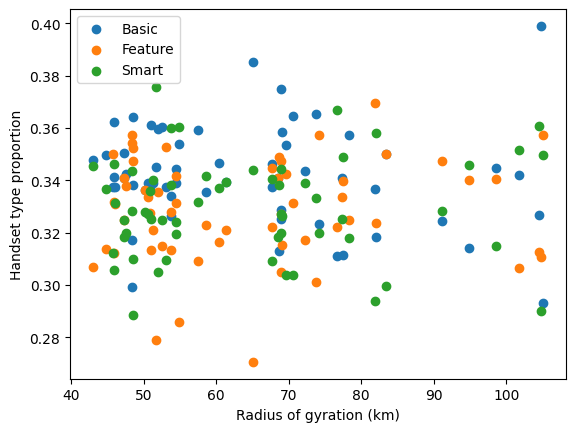 Basic
Feature
Smart
0.40
0.38
0.36
0.34
0.32
0.30
0.28
Handset type proportion
40 50 60 70 80 90 100
Radius of gyration (km)